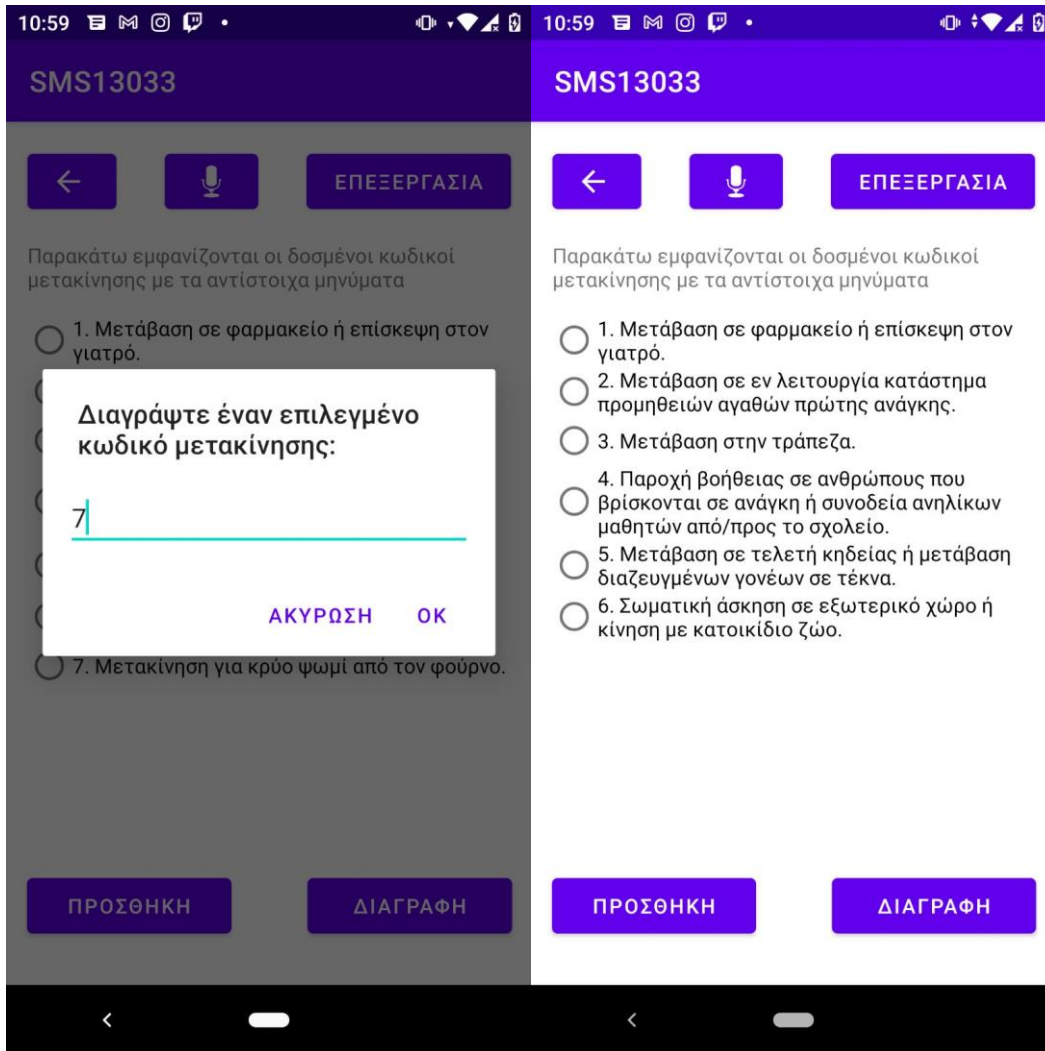 10:59
SMS13033
ΕΠΕΞΕΡΓΑΣΙΑ
Παρακάτω εμφανίζονται οι δοσμένοι κωδικοί
μετακίνησης με τα αντίστοιχα μηνύματα
1. Μετάβαση σε φαρμακείο ή επίσκεψη στον
γιατρό.
Διαγράψτε έναν επιλεγμένο
κωδικό μετακίνησης:
7
ΑΚΥΡΩΣΗ OK
7. Μετακίνηση για κρύο ψωμί από τον φούρνο.
ΠΡΟΣΘΗΚΗ ΔΙΑΓΡΑΦΗ
10:59
SMS13033
ΕΠΕΞΕΡΓΑΣΙΑ
Παρακάτω εμφανίζονται οι δοσμένοι κωδικοί
μετακίνησης με τα αντίστοιχα μηνύματα
1. Μετάβαση σε φαρμακείο ή επίσκεψη στον
γιατρό.
2. Μετάβαση σε εν λειτουργία κατάστημα
προμηθειών αγαθών πρώτης ανάγκης.
3. Μετάβαση στην τράπεζα.
4. Παροχή βοήθειας σε ανθρώπους που
βρίσκονται σε ανάγκη ή συνοδεία ανηλίκων
μαθητών από/προς το σχολείο.
5. Μετάβαση σε τελετή κηδείας ή μετάβαση
διαζευγμένων γονέων σε τέκνα.
6. Σωματική άσκηση σε εξωτερικό χώρο ή
κίνηση με κατοικίδιο ζώο.
ΠΡΟΣΘΗΚΗ ΔΙΑΓΡΑΦΗ